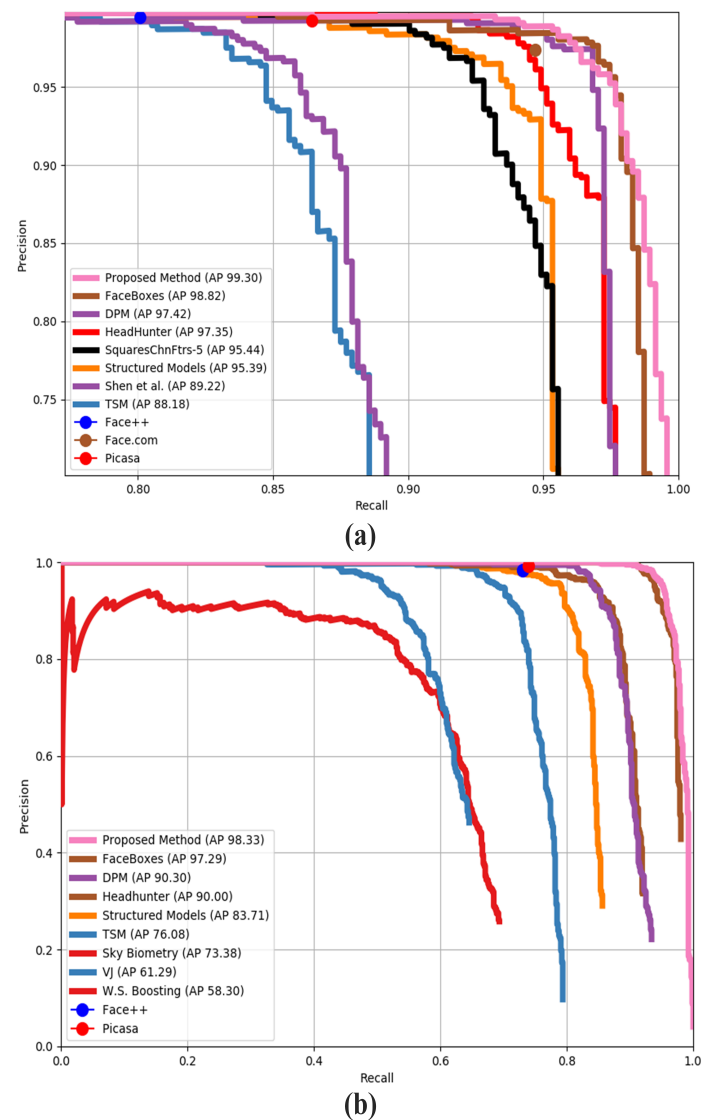 0.95
0.90
0.85
0.80
0.75
Precision
Proposed Method (AP 99.30)
FaceBoxes (AP 98.82)
DPM (AP 97.42)
HeadHunter (AP 97.35)
SquaresChnFtrs-5 (AP 95.44)
Structured Models (AP 95.39)
Shen et al. (AP 89.22)
TSM (AP 88.18)
Face++
Face.com
Picasa
0.80 0.85 0.90 0.95 1.00
Recall
(a)
1.0
0.8
0.6
0.4
0.2
0.0
Precision
Proposed Method (AP 98.33)
FaceBoxes (AP 97.29)
DPM (AP 90.30)
Headhunter (AP 90.00)
Structured Models (AP 83.71)
TSM (AP 76.08)
Sky Biometry (AP 73.38)
VJ (AP 61.29)
W.S. Boosting (AP 58.30)
Face++
Picasa
0.0 0.2 0.4 0.6 0.8 1.0
Recall
(b)